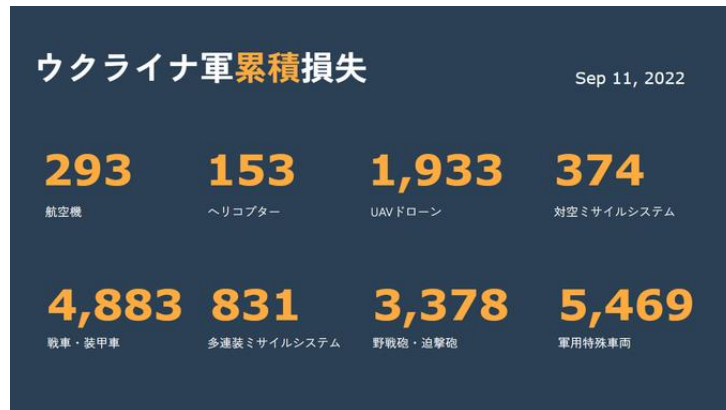 ウクライナ軍累積損失
Sep 11, 2022
293 153 1,933 374
航空機 ヘリコプター UAVドローン 対空ミサイルシステム
4,883 831 3,378 5,469
戦車・装甲車 多連装ミサイルシステム 野戦砲・迫撃砲 軍用特殊車両